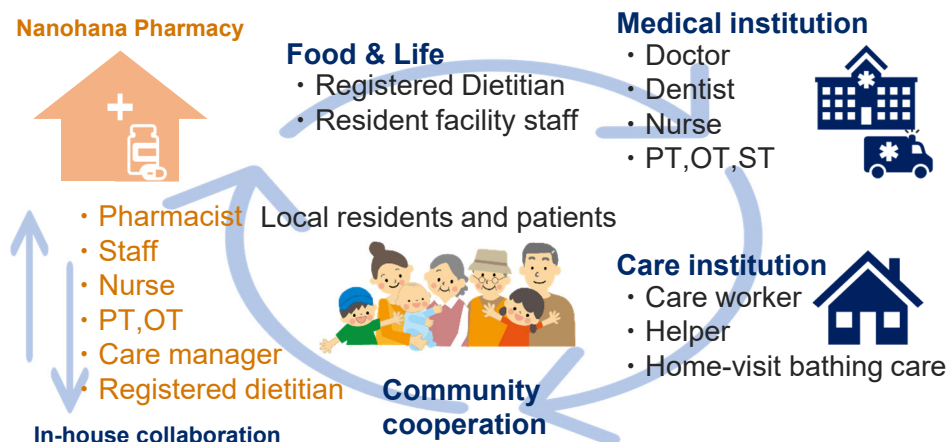 Nanohana Pharmacy
・Pharmacist
・Staff
・Nurse
・PT,OT
・Care manager
・Registered dietitian
In-house collaboration
Food & Life
・Registered Dietitian
・Resident facility staff
Medical institution
・Doctor
・Dentist
・Nurse
・PT,OT,ST
Local residents and patients
Care institution
・Care worker
・Helper
・Home-visit bathing care
Community
cooperation